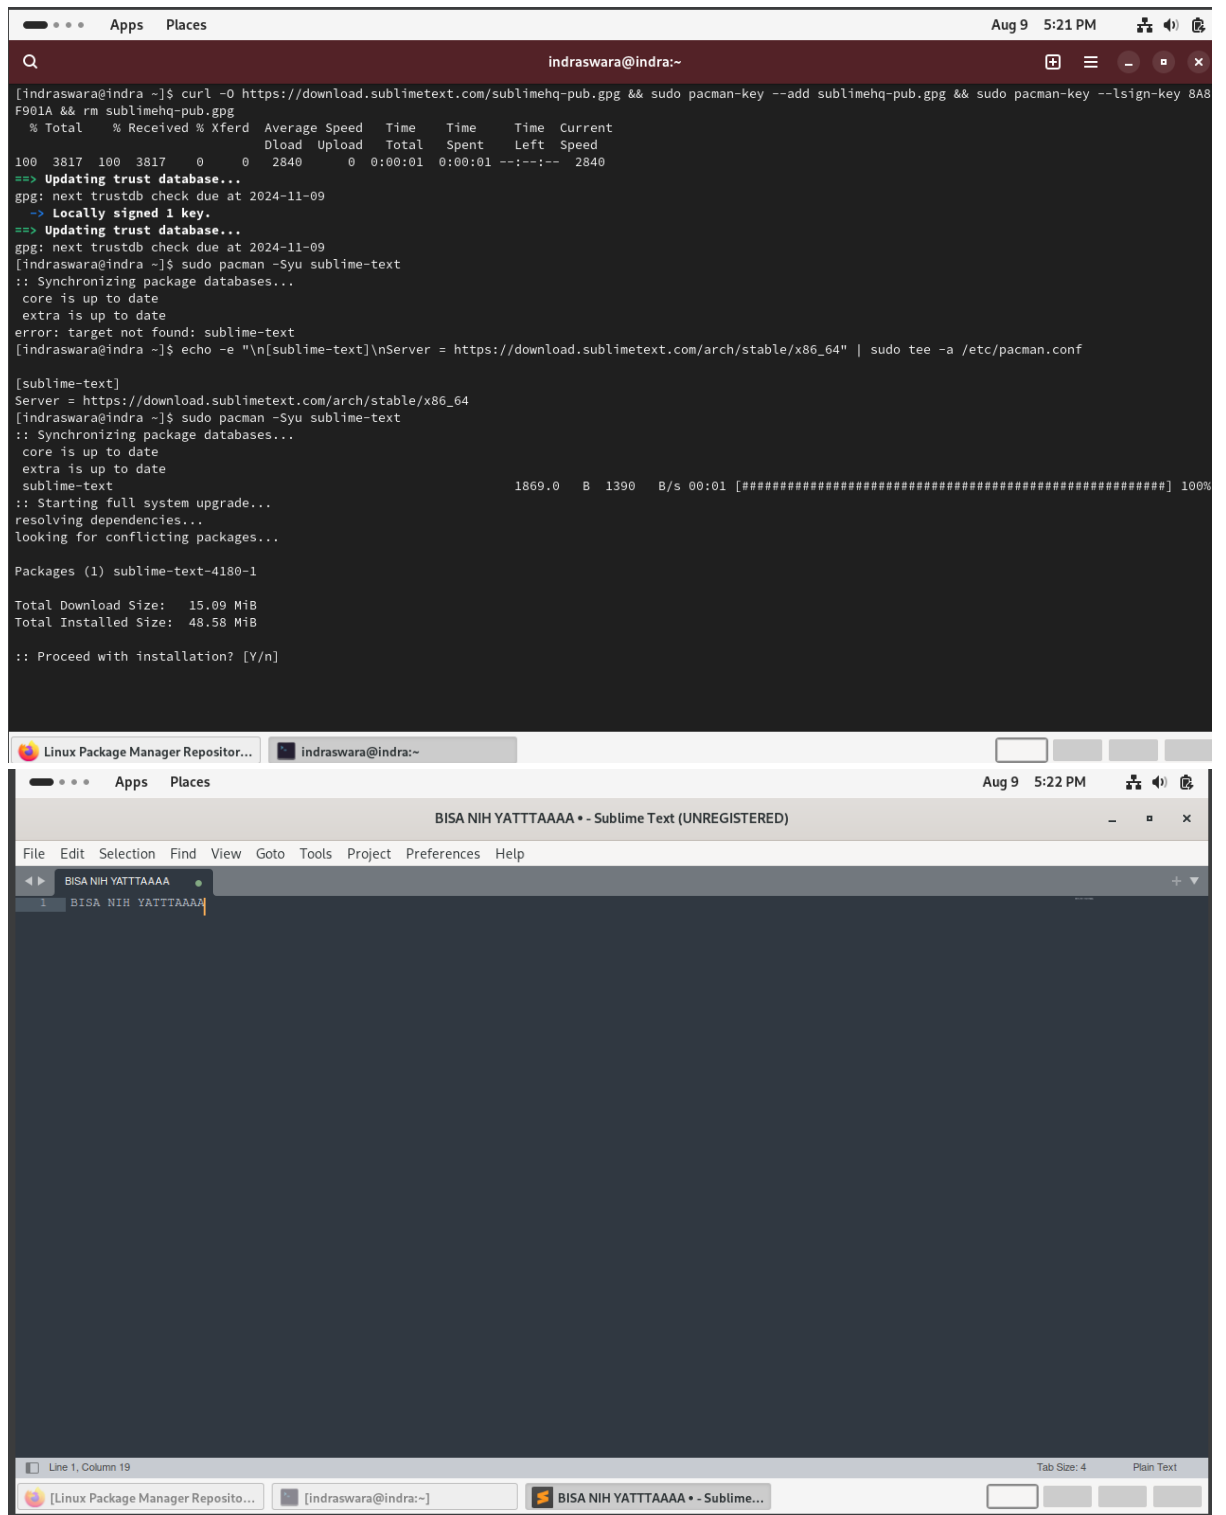 Apps Places Aug 9 5:21 PM
indraswara@indra:~
[indraswara@indra ~]$ curl -O https://download.sublimetext.com/sublimehq-pub.gpg && sudo pacman-key --add sublimehq-pub.gpg && sudo pacman-key --lsign-key 8A8
F901A && rm sublimehq-pub.gpg
% Total % Received % Xferd Average Speed Time Time Time Current
Dload Upload Total Spent Left Speed
100 3817 100 3817 0 0 2840 0 0:00:01 0:00:01 --:--:-- 2840
==> Updating trust database...
gpg: next trustdb check due at 2024-11-09
-> Locally signed 1 key.
==> Updating trust database...
gpg: next trustdb check due at 2024-11-09
[indraswara@indra ~]$ sudo pacman -Syu sublime-text
:: Synchronizing package databases...
core is up to date
extra is up to date
error: target not found: sublime-text
[indraswara@indra ~]$ echo -e "\n[sublime-text]\nServer = https://download.sublimetext.com/arch/stable/x86_64" | sudo tee -a /etc/pacman.conf
[sublime-text]
Server = https://download.sublimetext.com/arch/stable/x86_64
[indraswara@indra ~]$ sudo pacman -Syu sublime-text
:: Synchronizing package databases...
core is up to date
extra is up to date
sublime-text 1869.0 B 1390 B/s 00:01 [########################################################] 100%
:: Starting full system upgrade...
resolving dependencies...
looking for conflicting packages...
Packages (1) sublime-text-4180-1
Total Download Size: 15.09 MiB
Total Installed Size: 48.58 MiB
:: Proceed with installation? [Y/n]
Linux Package Manager Repositor... indraswara@indra:~
Apps Places Aug 9 5:22 PM
BISA NIH YATTTAAAA • - Sublime Text (UNREGISTERED)
File Edit Selection Find View Goto Tools Project Preferences Help
BISA NIH YATTTAAAA
1 BISA NIH YATTTAAAA
Line 1, Column 19 Tab Size: 4 Plain Text
[Linux Package Manager Reposito... [indraswara@indra:~] BISA NIH YATTTAAAA • - Sublime...